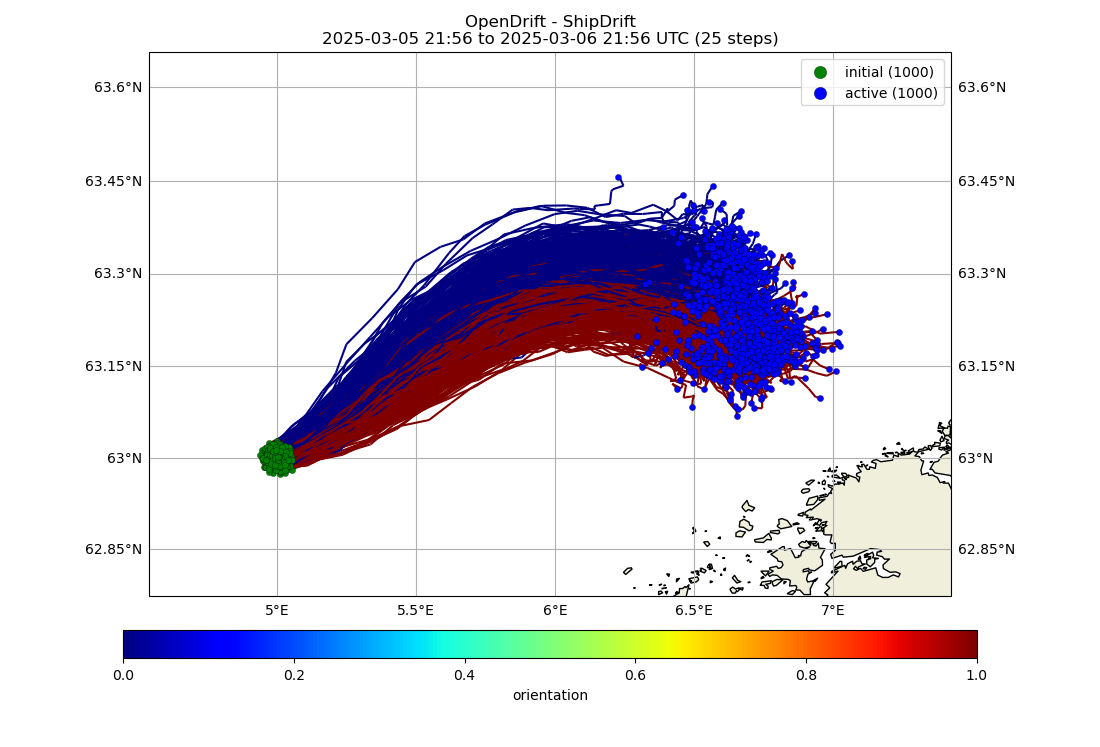 OpenDrift - ShipDrift
2025-03-05 21:56 to 2025-03-06 21:56 UTC (25 steps)
initial (1000)
active (1000)
63.6°N
63.6°N
63.45°N
63.45°N
63.3°N
63.3°N
63.15°N
63.15°N
63°N
63°N
62.85°N
62.85°N
5°E
5.5°E
6°E
6.5°E
7°E
0.0
0.2
0.4
0.6
0.8
1.0
orientation